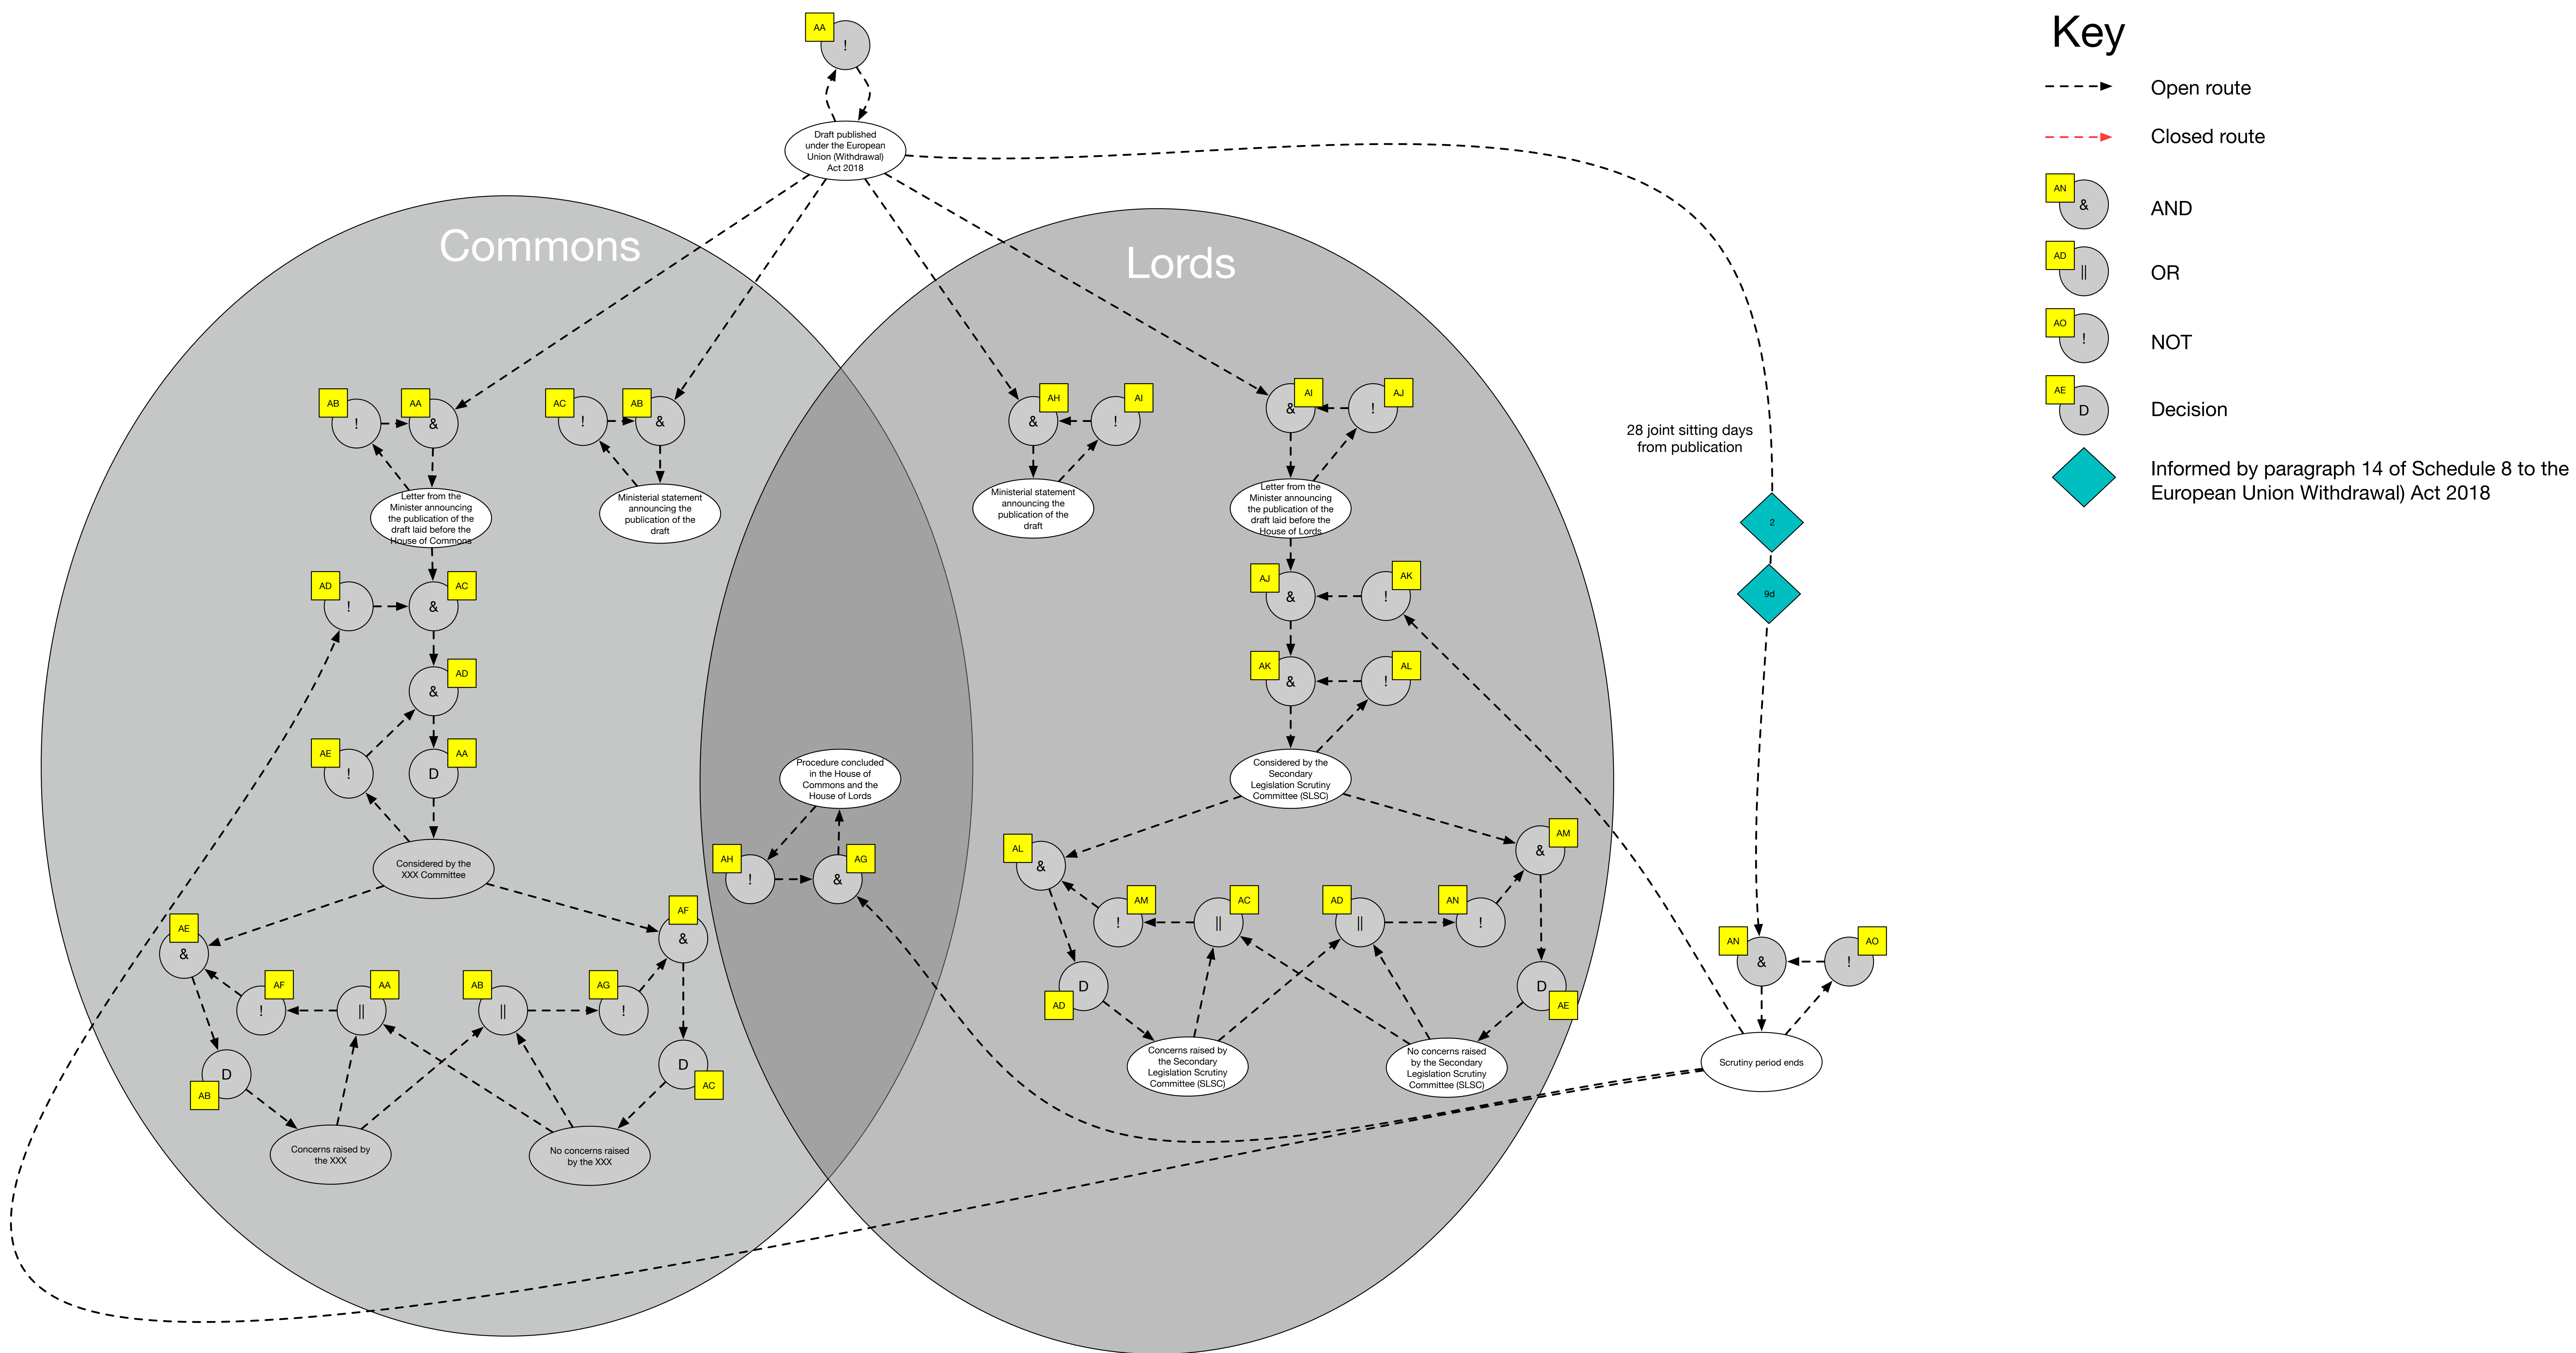 AA
!
Draft published
under the European
Union (Withdrawal)
Act 2018
Commons
Lords
AB
!
AA
&
AC
!
AB
&
&
AH
!
AI
&
AI
!
AJ
Letter from the
Minister announcing
the publication of the
draft laid before the
House of Commons
Ministerial statement
announcing the
publication of the
draft
Ministerial statement
announcing the
publication of the
draft
Letter from the
Minister announcing
the publication of the
draft laid before the
House of Lords
28 joint sitting days
from publication
2
9d
AD
!
AC
&
AJ
&
AK
!
AD
&
AK
&
AL
!
AE
!
AA
D
Procedure concluded
in the House of
Commons and the
House of Lords
Considered by the
Secondary
Legislation Scrutiny
Committee (SLSC)
AH
!
AG
&
Considered by the
XXX Committee
AL
&
AM
&
AE
&
AF
&
AM
!
AC
||
AD
||
AN
!
AN
&
AO
!
AF
!
AA
||
AB
||
AG
!
D
AD
D
AE
D
AB
D
AC
Concerns raised by
the Secondary
Legislation Scrutiny
Committee (SLSC)
No concerns raised
by the Secondary
Legislation Scrutiny
Committee (SLSC)
Scrutiny period ends
Concerns raised by
the XXX
No concerns raised
by the XXX
Key
Open route
Closed route
AN
&
AND
AD
||
OR
AO
!
NOT
AE
D
Decision
Informed by paragraph 14 of Schedule 8 to the
European Union Withdrawal) Act 2018